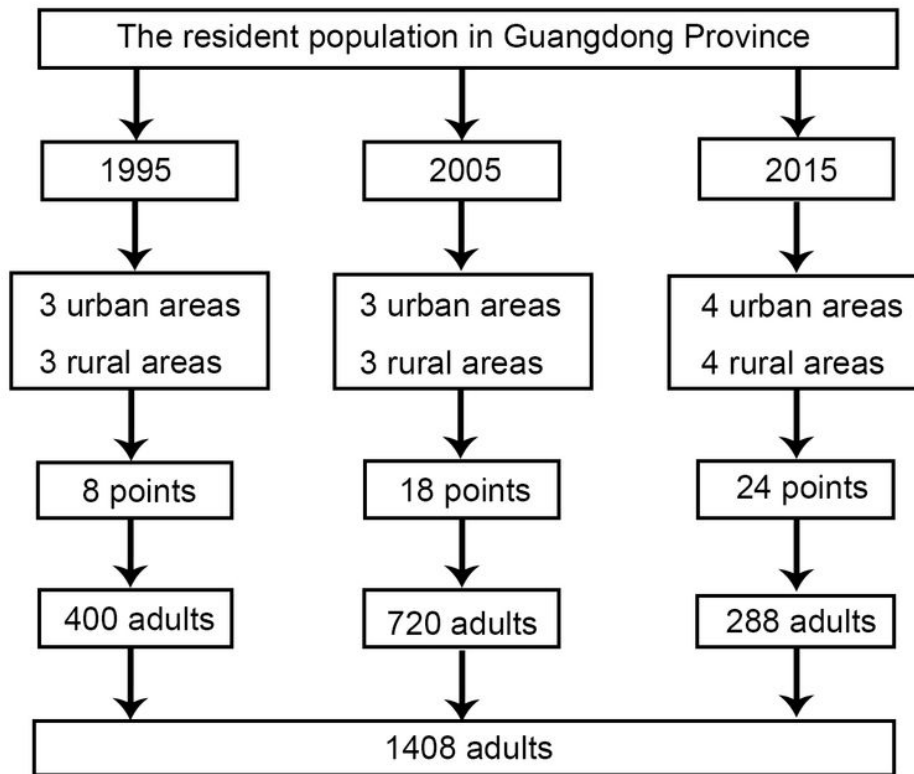 The resident population in Guangdong Province
1995
2005
2015
3 urban areas
3 rural areas
3 urban areas
3 rural areas
4 urban areas
4 rural areas
8 points
18 points
24 points
400 adults
720 adults
288 adults
1408 adults